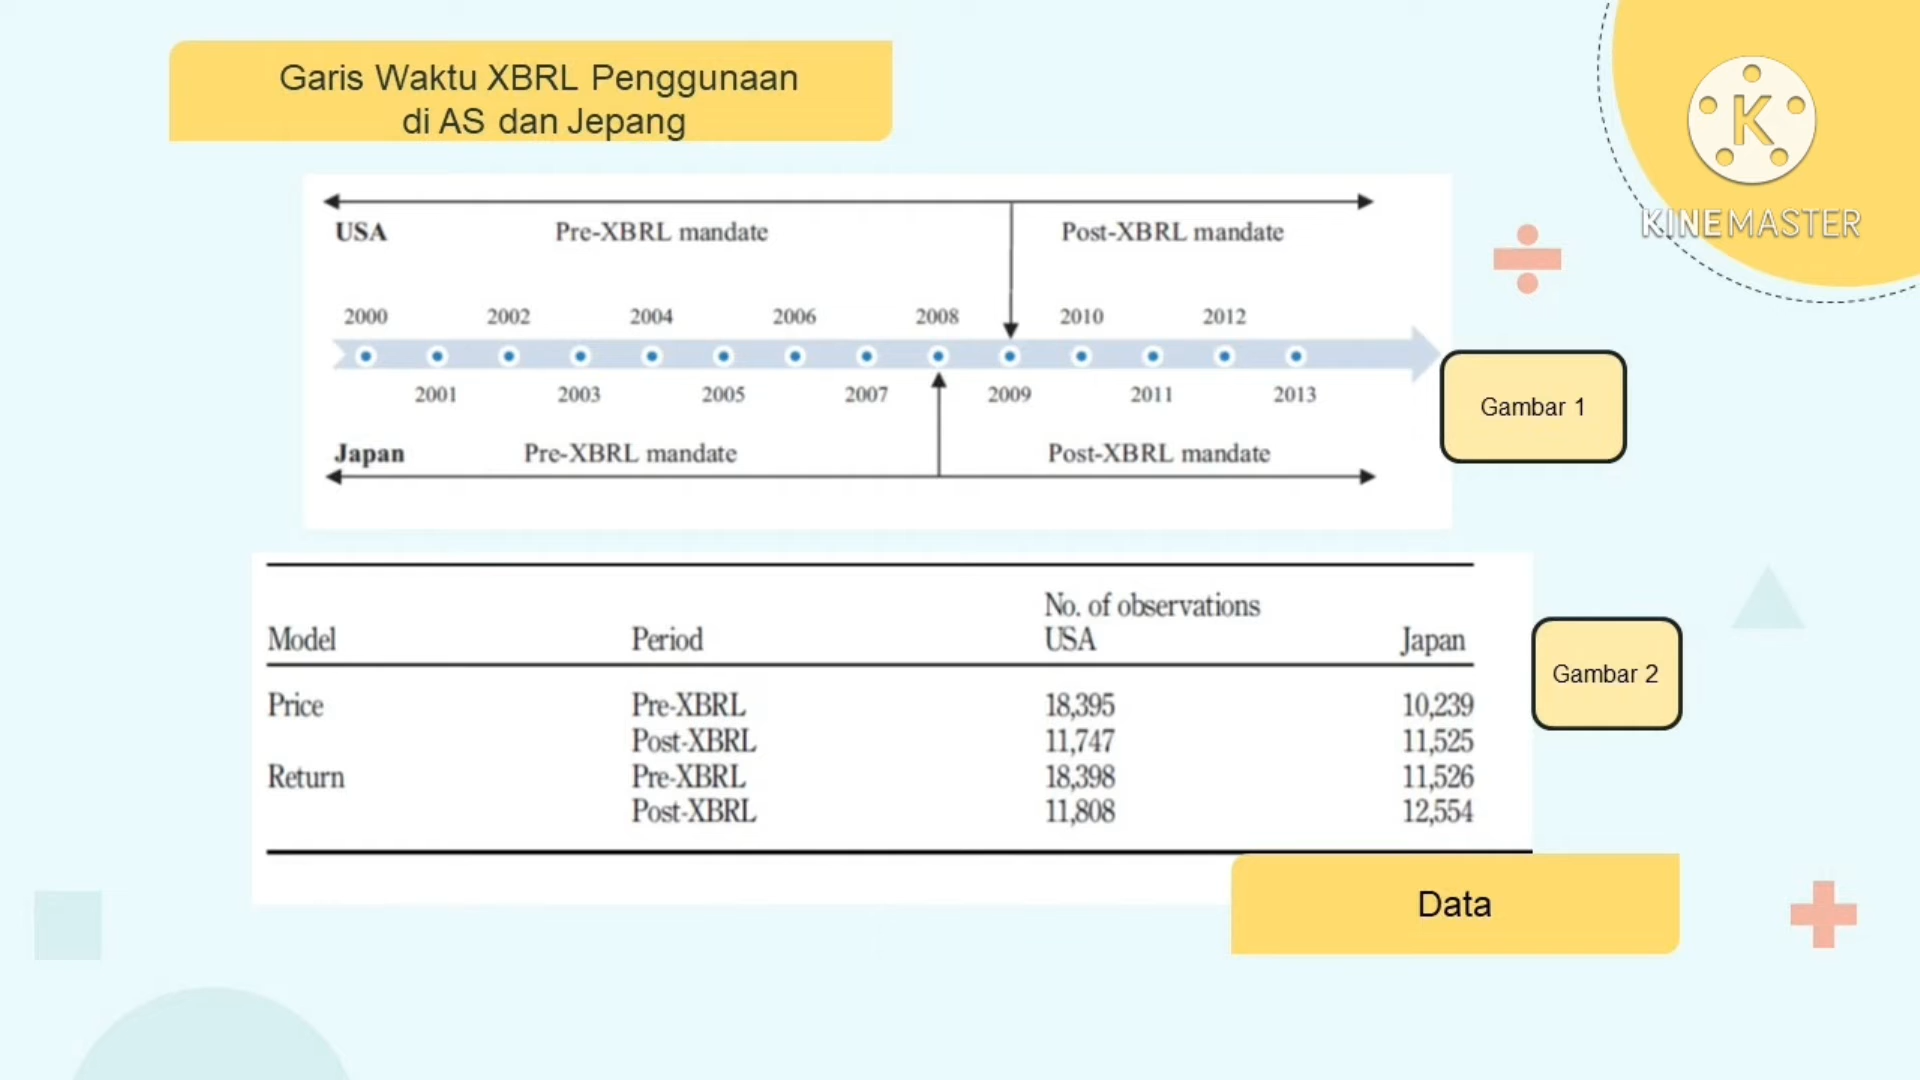 Garis Waktu XBRL Penggunaan
di AS dan Jepang
K
KINEMASTER
USA Pre-XBRL mandate Post-XBRL mandate
2000 2002 2004 2006 2008 2010 2012
2001 2003 2005 2007 2009 2011 2013
Japan Pre-XBRL mandate Post-XBRL mandate
Gambar 1
No. of observations
Model Period USA Japan
Price Pre-XBRL 18,395 10,239
Post-XBRL 11,747 11,525
Return Pre-XBRL 18,398 11,526
Post-XBRL 11,808 12,554
Gambar 2
Data